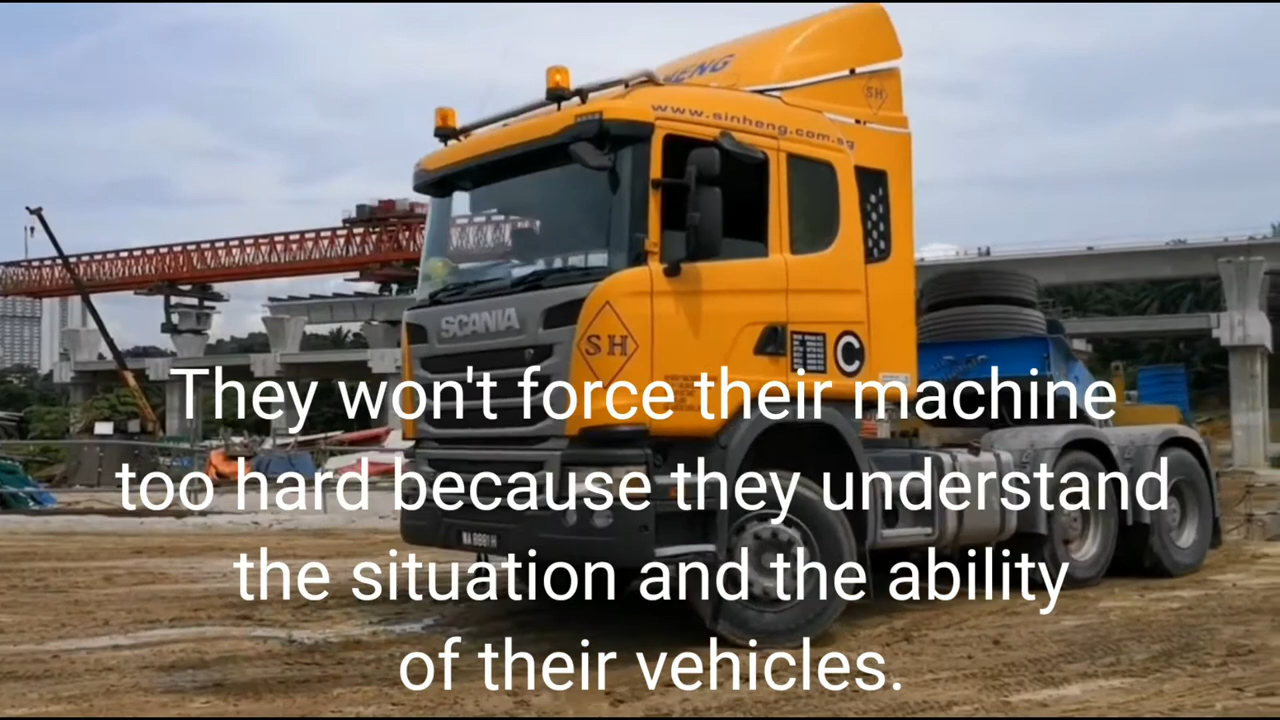 HENG
SH
www.sinheng.com.sg
SCANIA
SH
C
They won't force their machine
too hard because they understand
the situation and the ability
of their vehicles.